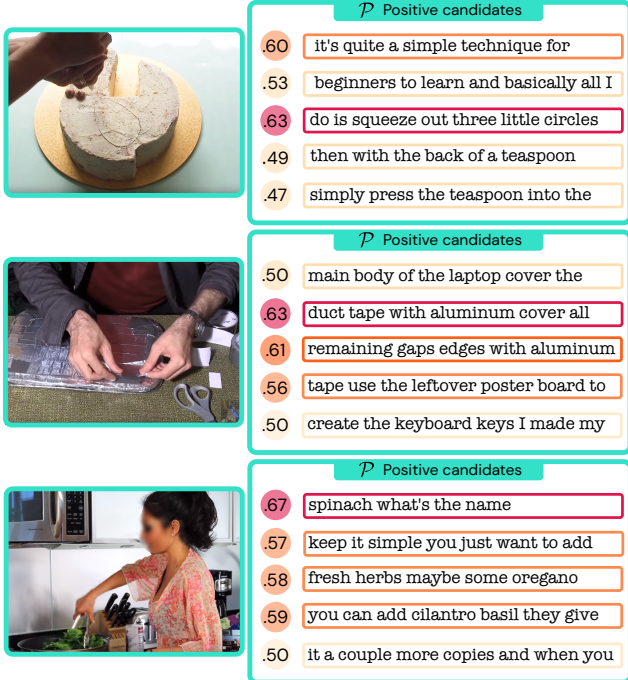 P Positive candidates
.60 it's quite a simple technique for
.53 beginners to learn and basically all I
.63 do is squeeze out three little circles
.49 then with the back of a teaspoon
.47 simply press the teaspoon into the
P Positive candidates
.50 main body of the laptop cover the
.63 duct tape with aluminum cover all
.61 remaining gaps edges with aluminum
.56 tape use the leftover poster board to
.50 create the keyboard keys I made my
P Positive candidates
.67 spinach what's the name
.57 keep it simple you just want to add
.58 fresh herbs maybe some oregano
.59 you can add cilantro basil they give
.50 it a couple more copies and when you